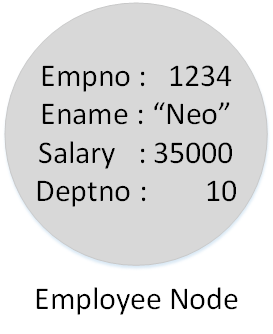 Empno : 1234
Ename : “Neo”
Salary : 35000
Deptno : 10
Employee Node